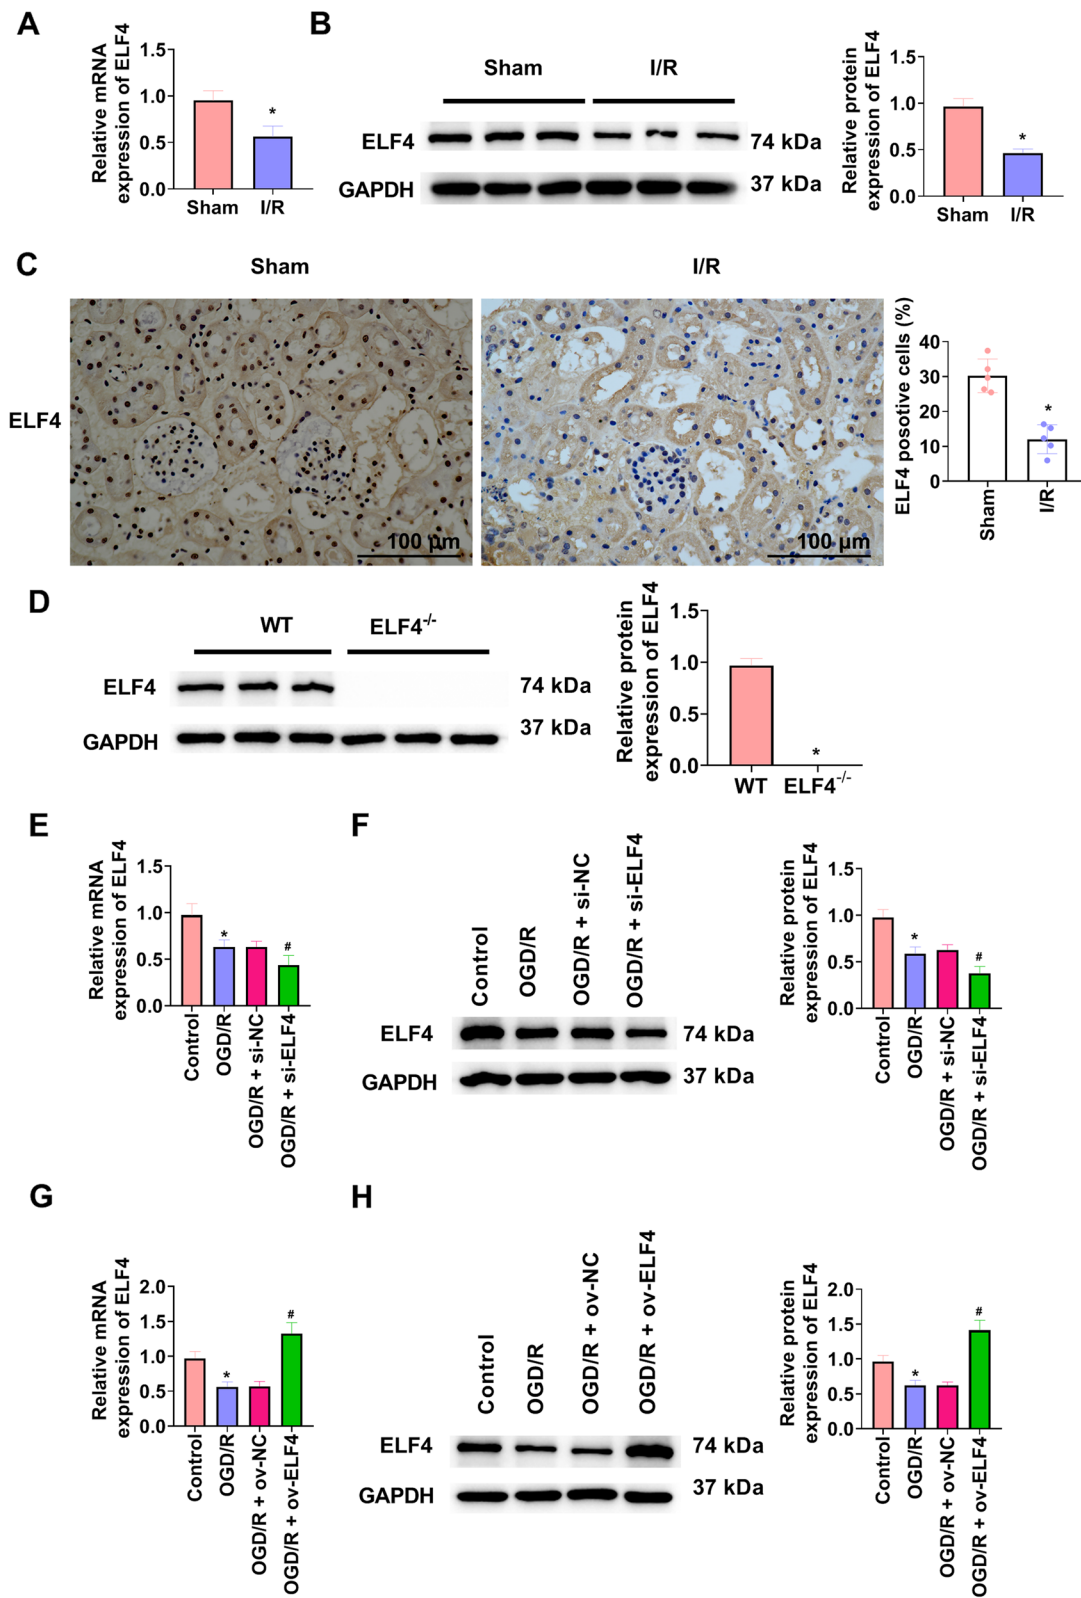 A
Relative mRNA
expression of ELF4
1.5
1.0
0.5
0.0
Sham
I/R
*
B
Sham
I/R
ELF4
74 kDa
GAPDH
37 kDa
Relative protein
expression of ELF4
1.5
1.0
0.5
0.0
Sham
I/R
*
C
Sham
I/R
ELF4
100 µm
100 µm
ELF4 posotive cells (%)
40
30
20
10
0
Sham
I/R
*
D
WT
ELF4-/-
ELF4
74 kDa
GAPDH
37 kDa
Relative protein
expression of ELF4
1.5
1.0
0.5
0.0
WT
ELF4-/-
*
E
Relative mRNA
expression of ELF4
1.5
1.0
0.5
0.0
*
#
Control
OGD/R
OGD/R + si-NC
OGD/R + si-ELF4
F
Control
OGD/R
OGD/R + si-NC
OGD/R + si-ELF4
ELF4
74 kDa
GAPDH
37 kDa
Relative protein
expression of ELF4
1.5
1.0
0.5
0.0
*
#
Control
OGD/R
OGD/R + si-NC
OGD/R + si-ELF4
G
Relative mRNA
expression of ELF4
2.0
1.5
1.0
0.5
0.0
*
#
Control
OGD/R
OGD/R + ov-NC
OGD/R + ov-ELF4
H
Control
OGD/R
OGD/R + ov-NC
OGD/R + ov-ELF4
ELF4
74 kDa
GAPDH
37 kDa
Relative protein
expression of ELF4
2.0
1.5
1.0
0.5
0.0
*
#
Control
OGD/R
OGD/R + ov-NC
OGD/R + ov-ELF4